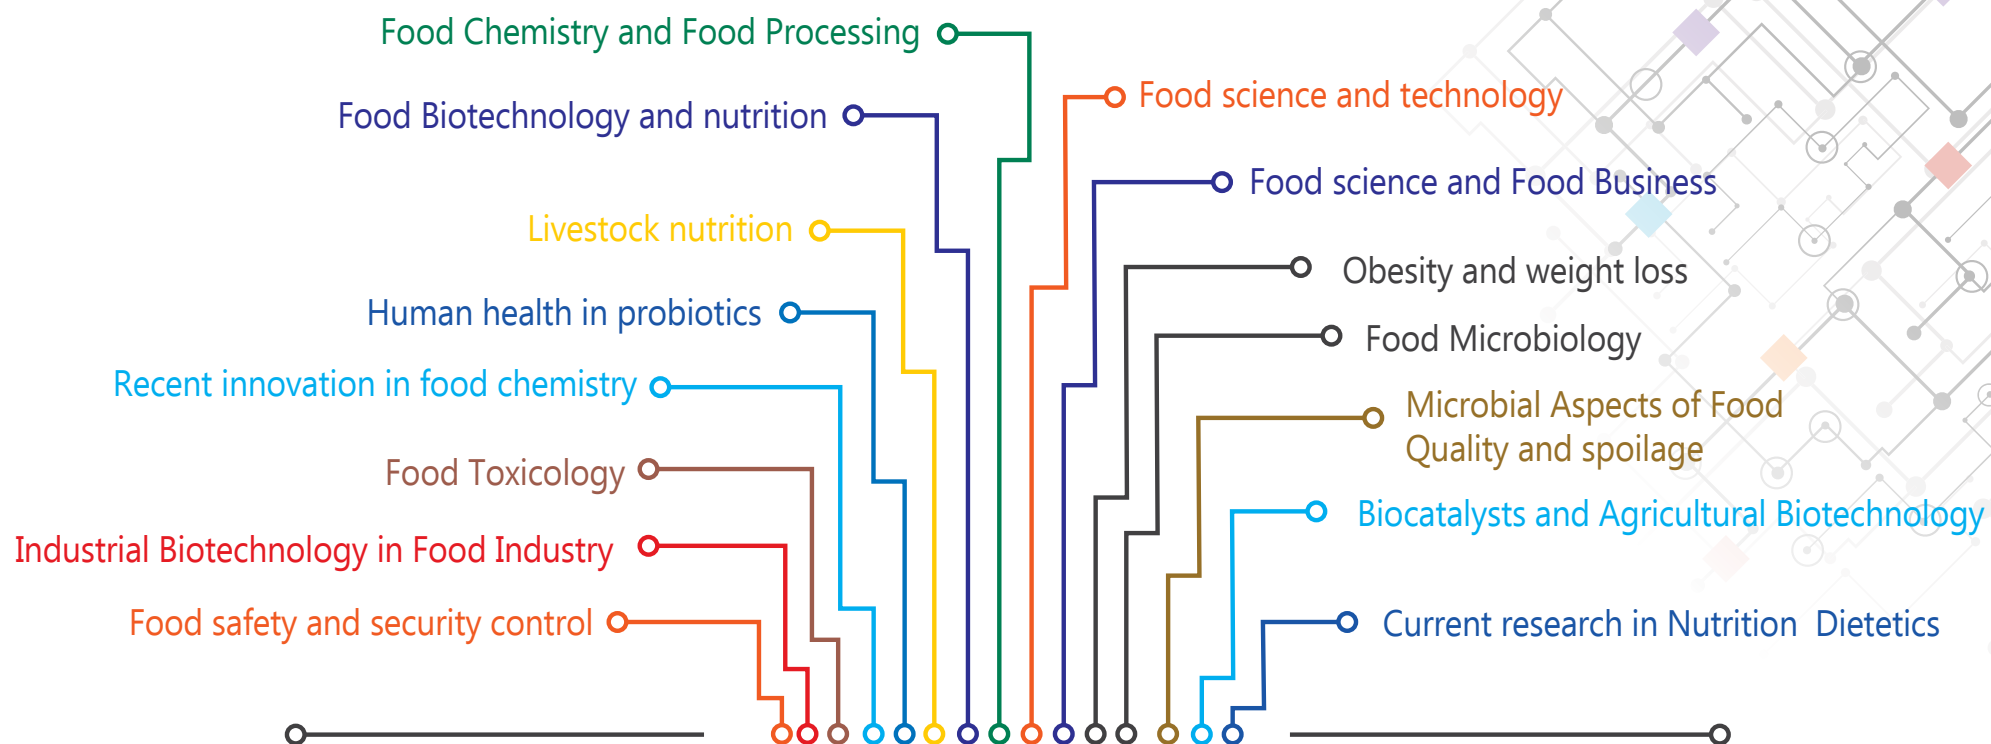 Food Chemistry and Food Processing
Food Biotechnology and nutrition
Livestock nutrition
Human health in probiotics
Recent innovation in food chemistry
Food Toxicology
Industrial Biotechnology in Food Industry
Food safety and security control
Food science and technology
Food science and Food Business
Obesity and weight loss
Food Microbiology
Microbial Aspects of Food
Quality and spoilage
Biocatalysts and Agricultural Biotechnology
Current research in Nutrition  Dietetics